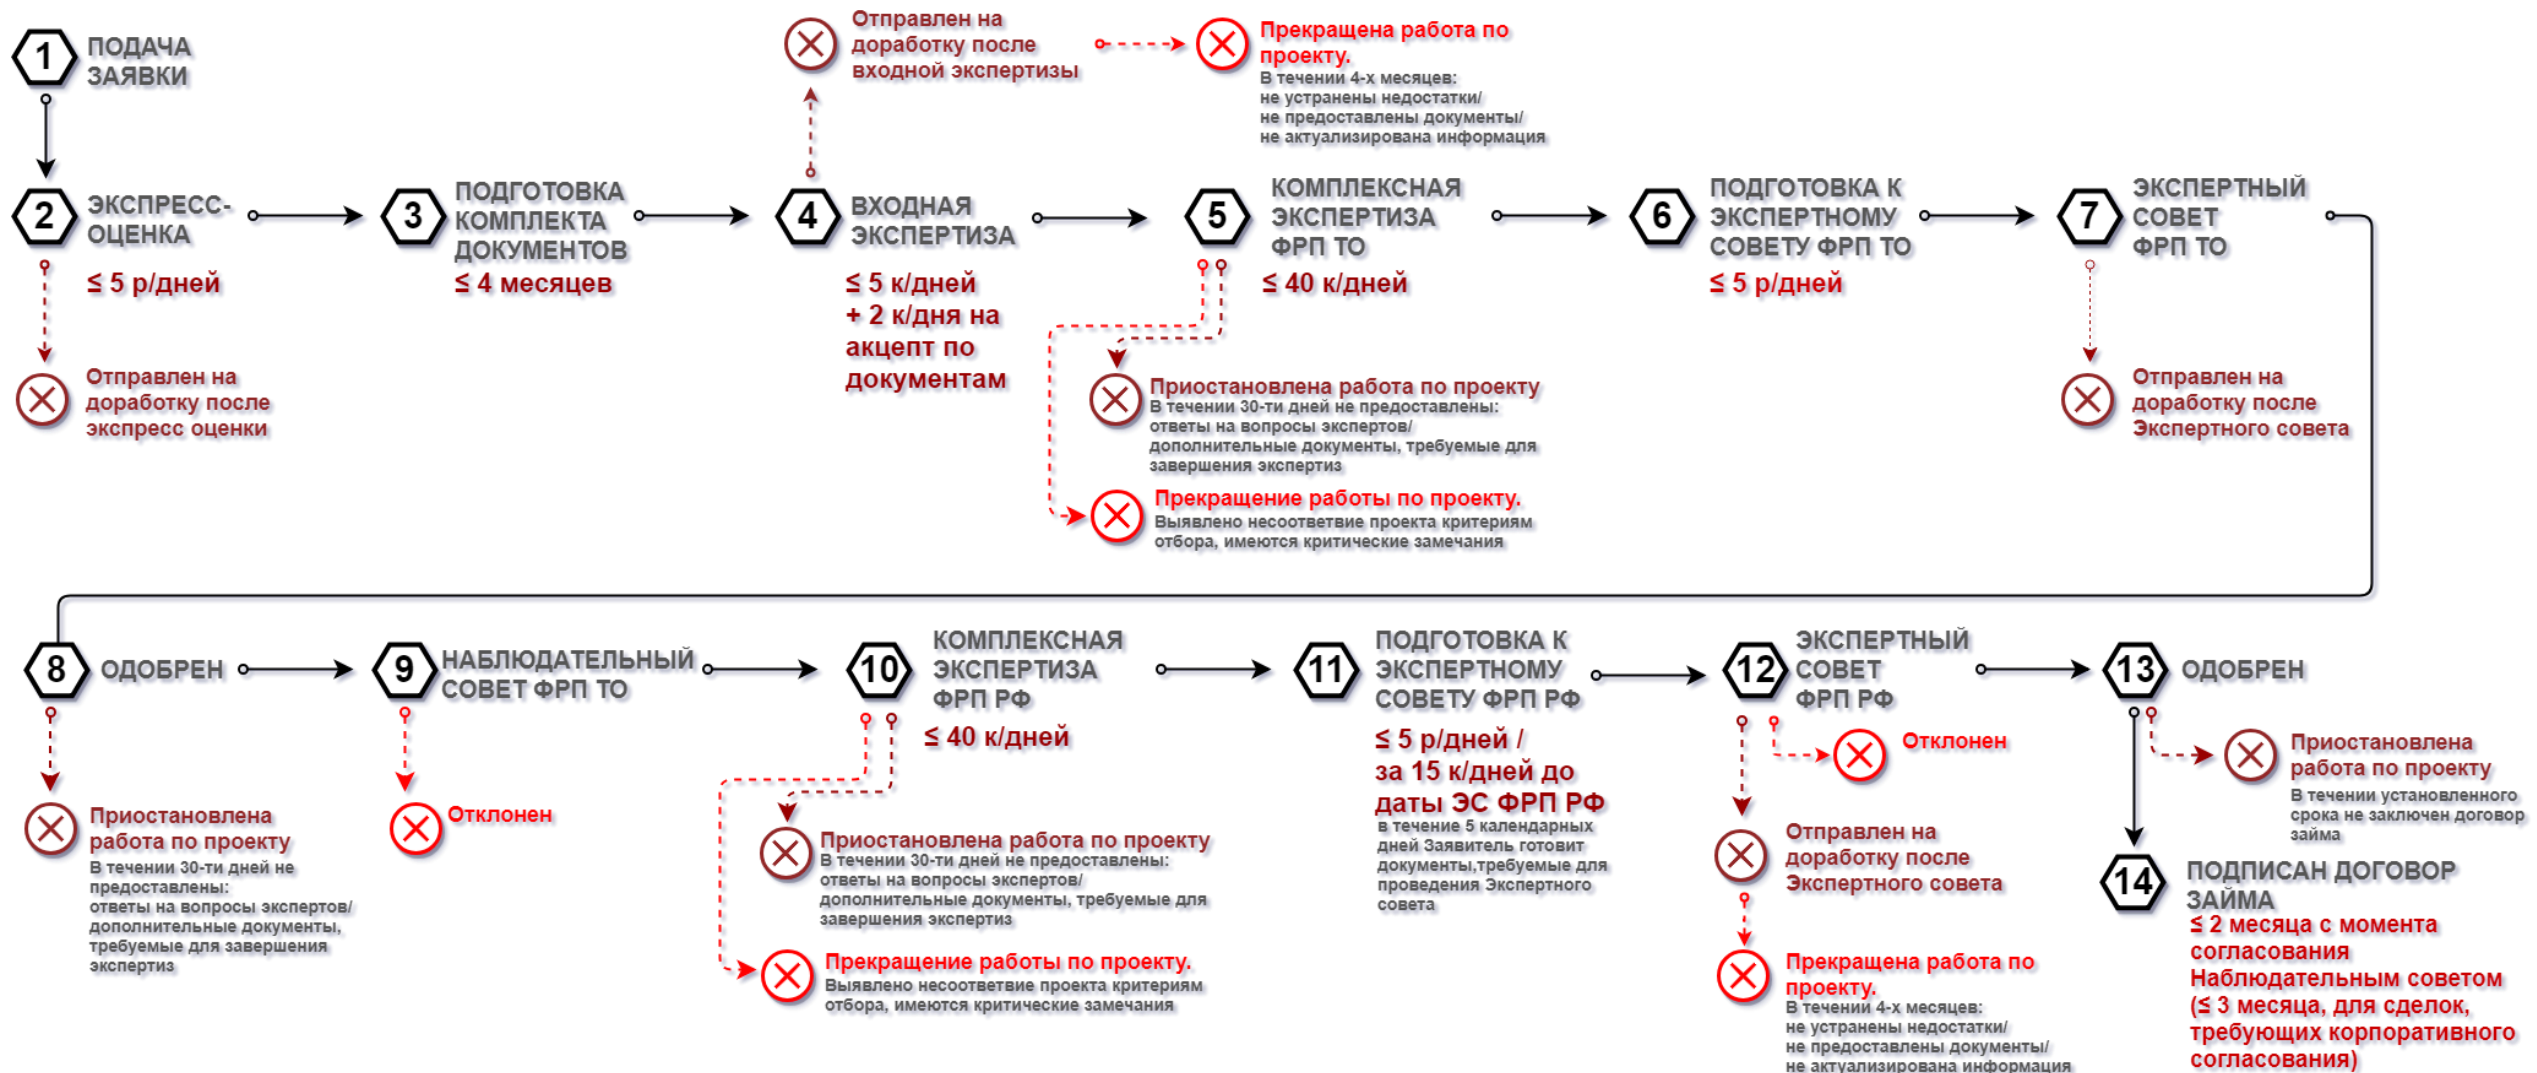 1
ПОДАЧА
ЗАЯВКИ
Отправлен на
доработку после
входной экспертизы
Прекращена работа по
проекту.
В течении 4-х месяцев:
не устранены недостатки/
не предоставлены документы/
не актуализирована информация
2
ЭКСПРЕСС-
ОЦЕНКА
≤ 5 р/дней
Отправлен на
доработку после
экспресс оценки
3
ПОДГОТОВКА
КОМПЛЕКТА
ДОКУМЕНТОВ
≤ 4 месяцев
4
ВХОДНАЯ
ЭКСПЕРТИЗА
≤ 5 к/дней
+ 2 к/дня на
акцепт по
документам
5
КОМПЛЕКСНАЯ
ЭКСПЕРТИЗА
ФРП ТО
≤ 40 к/дней
Приостановлена работа по проекту
В течении 30-ти дней не предоставлены:
ответы на вопросы экспертов/
дополнительные документы, требуемые для
завершения экспертиз
Прекращение работы по проекту.
Выявлено несоответвие проекта критериям
отбора, имеются критические замечания
6
ПОДГОТОВКА К
ЭКСПЕРТНОМУ
СОВЕТУ ФРП ТО
≤ 5 р/дней
7
ЭКСПЕРТНЫЙ
СОВЕТ
ФРП ТО
Отправлен на
доработку после
Экспертного совета
8
ОДОБРЕН
Приостановлена
работа по проекту
В течении 30-ти дней не
предоставлены:
ответы на вопросы экспертов/
дополнительные документы,
требуемые для завершения
экспертиз
9
НАБЛЮДАТЕЛЬНЫЙ
СОВЕТ ФРП ТО
Отклонен
10
КОМПЛЕКСНАЯ
ЭКСПЕРТИЗА
ФРП РФ
≤ 40 к/дней
Приостановлена работа по проекту
В течении 30-ти дней не предоставлены:
ответы на вопросы экспертов/
дополнительные документы, требуемые для
завершения экспертиз
Прекращение работы по проекту.
Выявлено несоответвие проекта критериям
отбора, имеются критические замечания
11
ПОДГОТОВКА К
ЭКСПЕРТНОМУ
СОВЕТУ ФРП РФ
≤ 5 р/дней /
за 15 к/дней до
даты ЭС ФРП РФ
в течение 5 календарных
дней Заявитель готовит
документы,требуемые для
проведения Экспертного
совета
12
ЭКСПЕРТНЫЙ
СОВЕТ
ФРП РФ
Отклонен
Отправлен на
доработку после
Экспертного совета
Прекращена работа по
проекту.
В течении 4-х месяцев:
не устранены недостатки/
не предоставлены документы/
не актуализирована информация
13
ОДОБРЕН
Приостановлена
работа по проекту
В течении установленного
срока не заключен договор
займа
14
ПОДПИСАН ДОГОВОР
ЗАЙМА
≤ 2 месяца с момента
согласования
Наблюдательным советом
(≤ 3 месяца, для сделок,
требующих корпоративного
согласования)